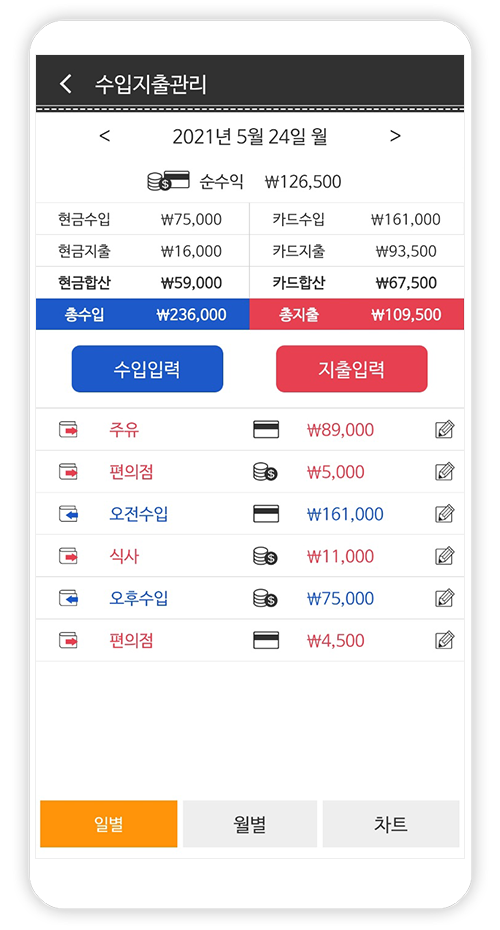 수입지출관리
< 2021년 5월 24일 월 >
순수익 ₩126,500
현금수입 ₩75,000 카드수입 ₩161,000
현금지출 ₩16,000 카드지출 ₩93,500
현금합산 ₩59,000 카드합산 ₩67,500
총수입 ₩236,000 총지출 ₩109,500
수입입력 지출입력
주유 ₩89,000
편의점 ₩5,000
오전수입 ₩161,000
식사 ₩11,000
오후수입 ₩75,000
편의점 ₩4,500
일별 월별 차트